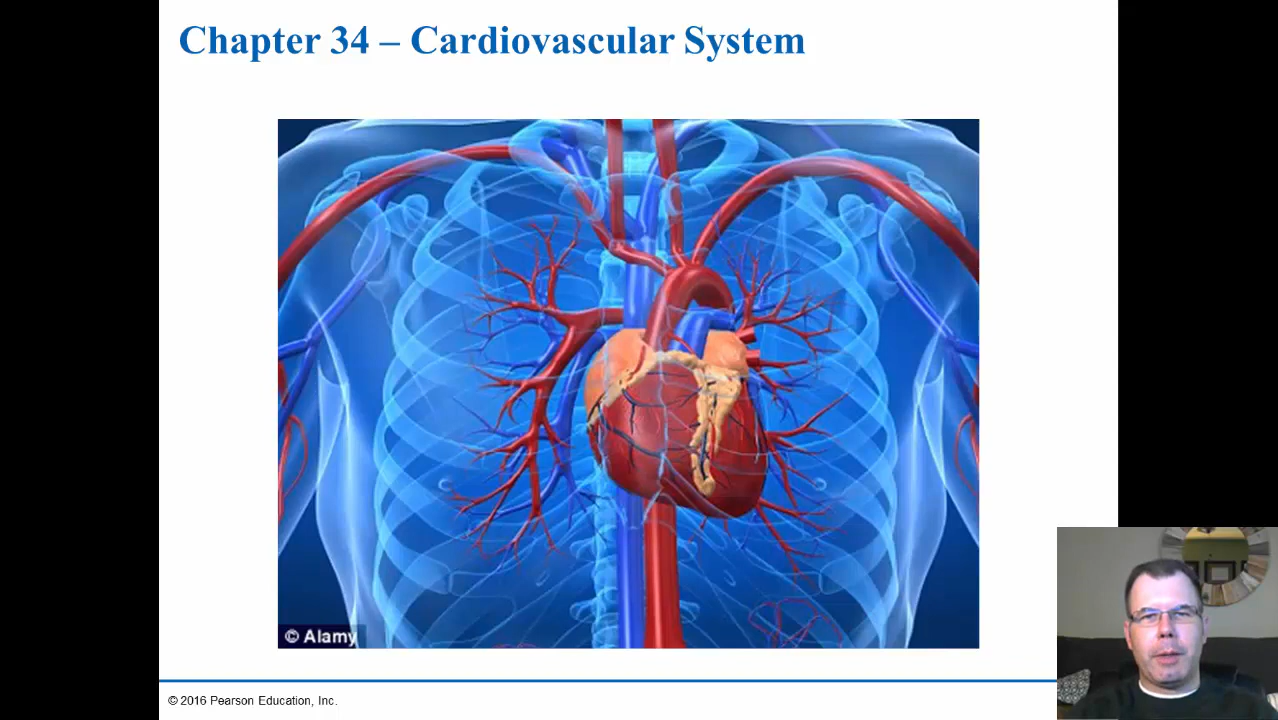 Chapter 34 – Cardiovascular System
© Alamy
© 2016 Pearson Education, Inc.